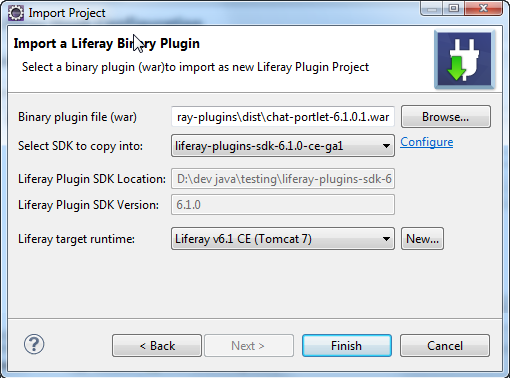 Import Project
Import a Liferay Binary Plugin
Select a binary plugin (war)to import as new Liferay Plugin Project
Binary plugin file (war) ray-plugins\dist\chat-portlet-6.1.0.1.war Browse...
Select SDK to copy into: liferay-plugins-sdk-6.1.0-ce-ga1 Configure
Liferay Plugin SDK Location: D:\dev java\testing\liferay-plugins-sdk-6
Liferay Plugin SDK Version: 6.1.0
Liferay target runtime: Liferay v6.1 CE (Tomcat 7) New...
? < Back Next > Finish Cancel